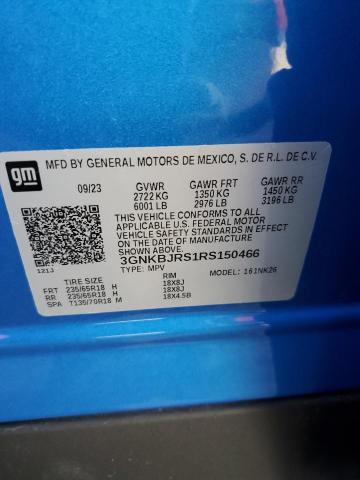 gm
MFD BY GENERAL MOTORS DE MEXICO, S. DE R.L. DE C.V.
09/23 GVWR GAWR FRT GAWR RR
2722 KG 1350 KG 1450 KG
6001 LB 2976 LB 3196 LB
THIS VEHICLE CONFORMS TO ALL
APPLICABLE U.S. FEDERAL MOTOR
VEHICLE SAFETY STANDARDS IN EFFECT
ON THE DATE OF MANUFACTURE
SHOWN ABOVE.
3GNKBJRS1RS150466
121J TYPE: MPV MODEL: 161NK26
TIRE SIZE RIM
FRT 235/65R18 H 18X8J
RR 235/65R18 H 18X8J
SPA T135/70R18 M 18X4.5B